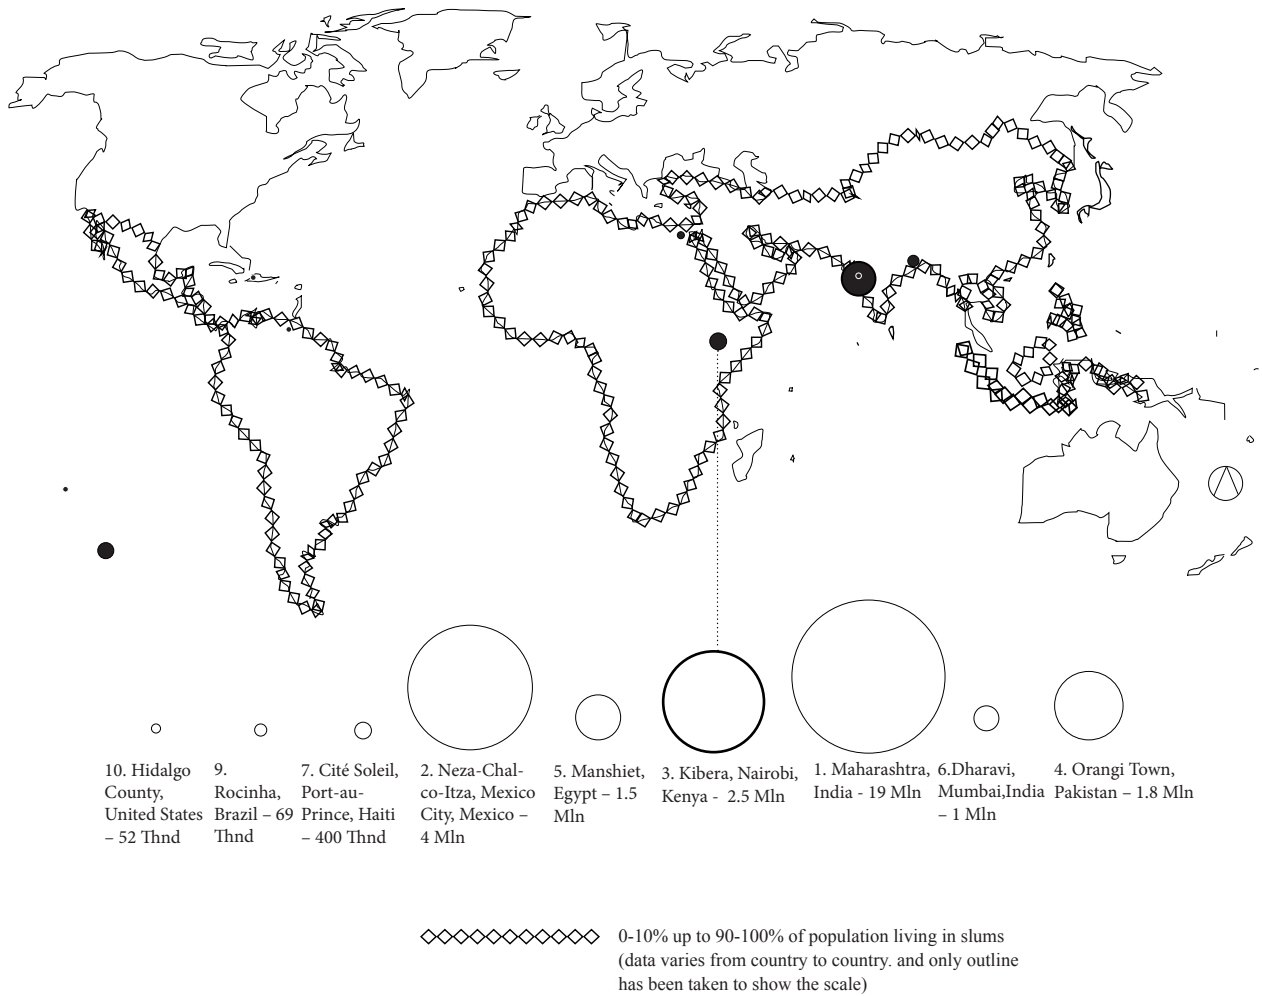 10. Hidalgo
County,
United States
– 52 Thnd
9.
Rocinha,
Brazil – 69
Thnd
7. Cité Soleil,
Port-au-
Prince, Haiti
– 400 Thnd
2. Neza-Chal-
co-Itza, Mexico
City, Mexico –
4 Mln
5. Manshiet,
Egypt – 1.5
Mln
3. Kibera, Nairobi,
Kenya -  2.5 Mln
1. Maharashtra,
India - 19 Mln
6.Dharavi,
Mumbai,India
– 1 Mln
4. Orangi Town,
Pakistan – 1.8 Mln
0-10% up to 90-100% of population living in slums
(data varies from country to country. and only outline
has been taken to show the scale)